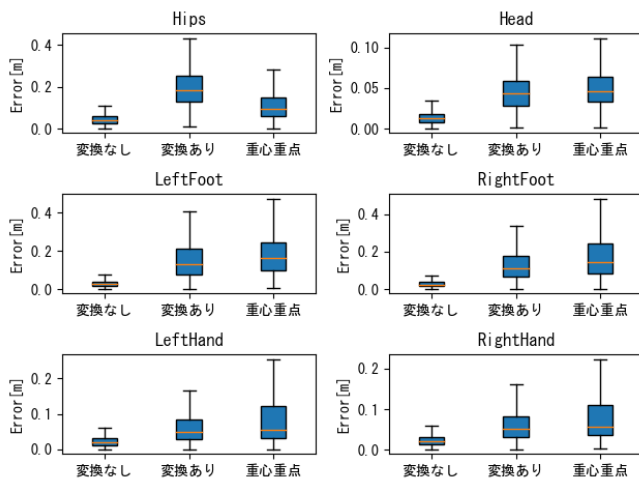 Hips
Error[m]
0.4
0.2
0.0
変換なし
変換あり
重心重点
Head
Error[m]
0.10
0.05
0.00
変換なし
変換あり
重心重点
LeftFoot
Error[m]
0.4
0.2
0.0
変換なし
変換あり
重心重点
RightFoot
Error[m]
0.4
0.2
0.0
変換なし
変換あり
重心重点
LeftHand
Error[m]
0.2
0.1
0.0
変換なし
変換あり
重心重点
RightHand
Error[m]
0.2
0.1
0.0
変換なし
変換あり
重心重点